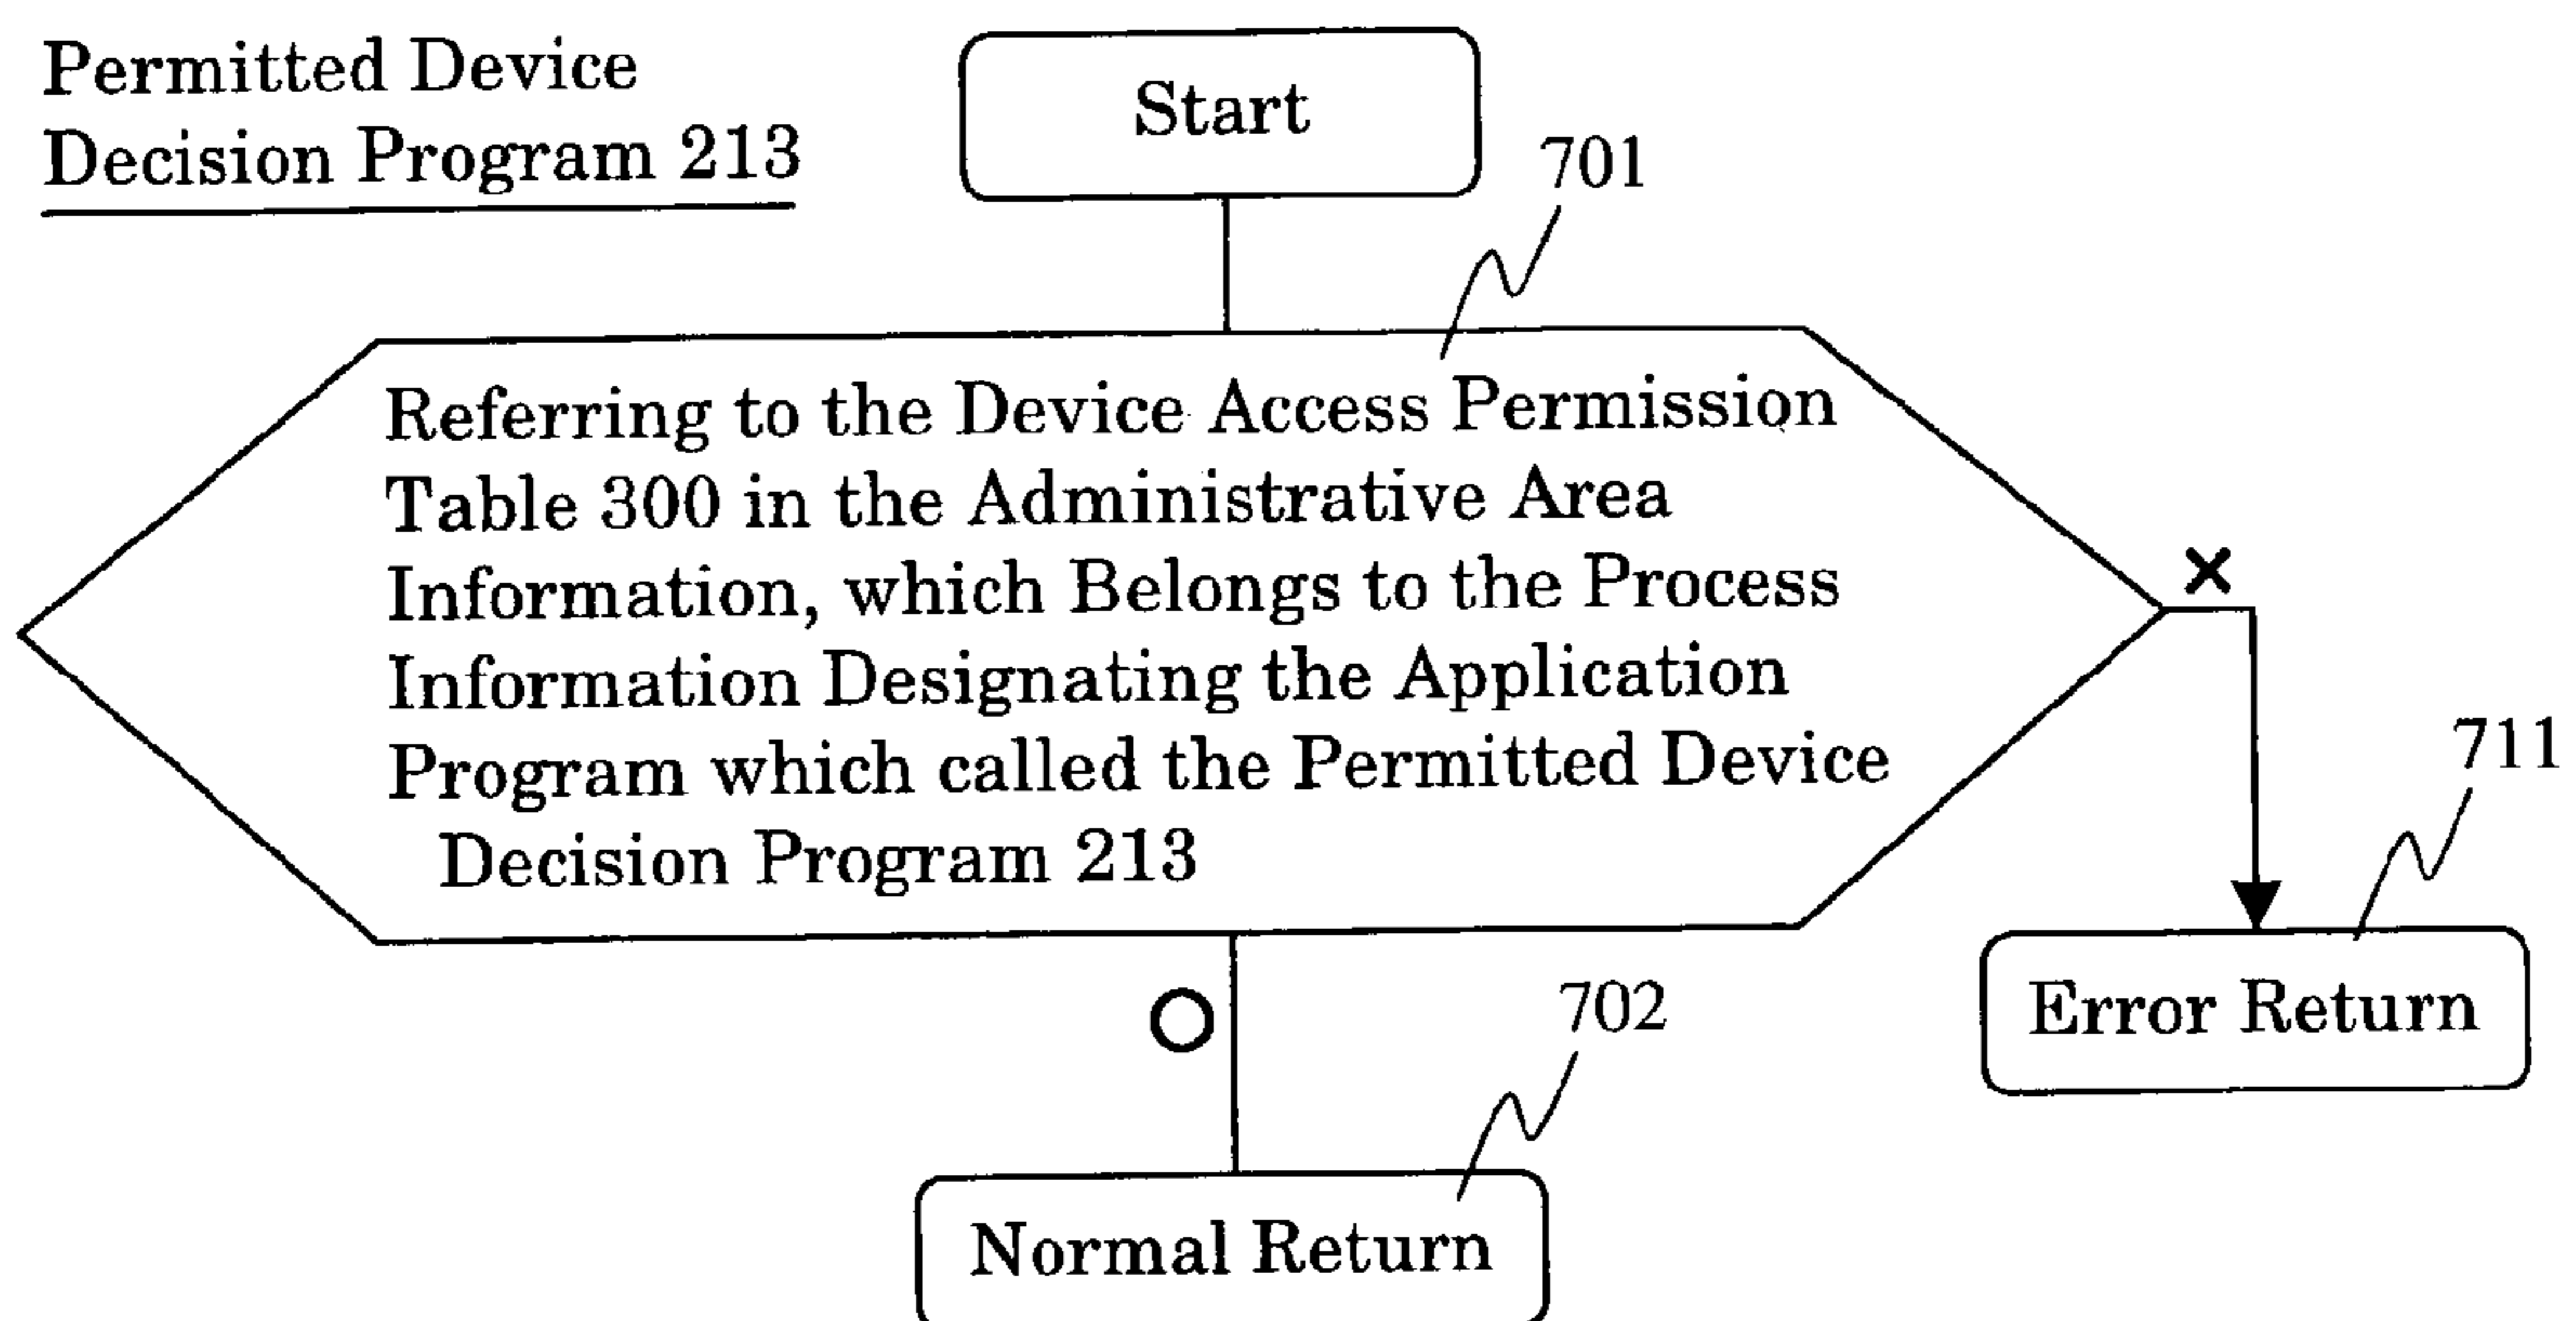 Permitted Device
Decision Program 213
Start
701
Referring to the Device Access Permission
Table 300 in the Administrative Area
Information, which Belongs to the Process
Information Designating the Application
Program which called the Permitted Device
Decision Program 213
×
711
Error Return
○
702
Normal Return